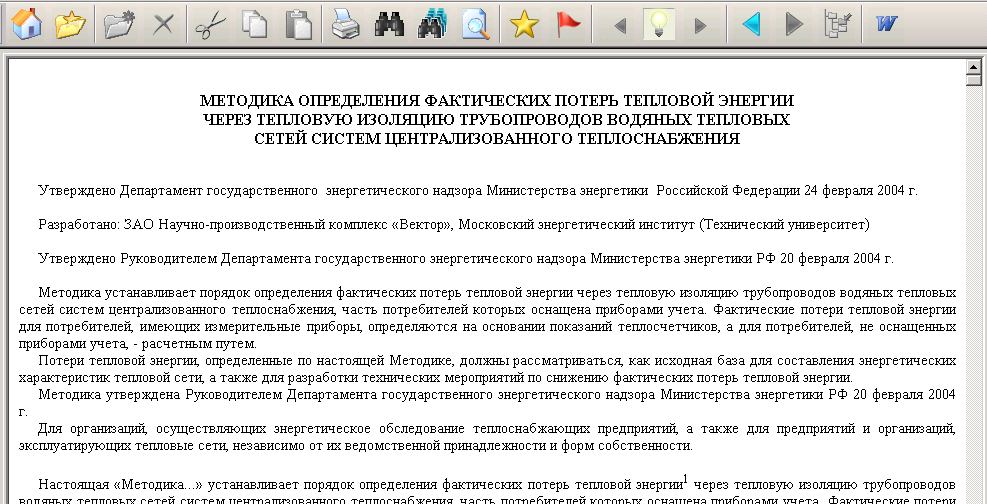 МЕТОДИКА ОПРЕДЕЛЕНИЯ ФАКТИЧЕСКИХ ПОТЕРЬ ТЕПЛОВОЙ ЭНЕРГИИ
ЧЕРЕЗ ТЕПЛОВУЮ ИЗОЛЯЦИЮ ТРУБОПРОВОДОВ ВОДЯНЫХ ТЕПЛОВЫХ
СЕТЕЙ СИСТЕМ ЦЕНТРАЛИЗОВАННОГО ТЕПЛОСНАБЖЕНИЯ
Утверждено Департамент государственного энергетического надзора Министерства энергетики Российской Федерации 24 февраля 2004 г.
Разработано: ЗАО Научно-производственный комплекс «Вектор», Московский энергетический институт (Технический университет)
Утверждено Руководителем Департамента государственного энергетического надзора Министерства энергетики РФ 20 февраля 2004 г.
Методика устанавливает порядок определения фактических потерь тепловой энергии через тепловую изоляцию трубопроводов водяных тепловых
сетей систем централизованного теплоснабжения, часть потребителей которых оснащена приборами учета. Фактические потери тепловой энергии
для потребителей, имеющих измерительные приборы, определяются на основании показаний теплосчетчиков, а для потребителей, не оснащенных
приборами учета, - расчетным путем.
Потери тепловой энергии, определенные по настоящей Методике, должны рассматриваться, как исходная база для составления энергетических
характеристик тепловой сети, а также для разработки технических мероприятий по снижению фактических потерь тепловой энергии.
Методика утверждена Руководителем Департамента государственного энергетического надзора Министерства энергетики РФ 20 февраля 2004
г.
Для организаций, осуществляющих энергетическое обследование теплоснабжающих предприятий, а также для предприятий и организаций,
эксплуатирующих тепловые сети, независимо от их ведомственной принадлежности и форм собственности.
Настоящая «Методика...» устанавливает порядок определения фактических потерь тепловой энергии1 через тепловую изоляцию трубопроводов
водяных тепловых сетей систем централизованного теплоснабжения, часть потребителей которых оснащена приборами учета. Фактические потери